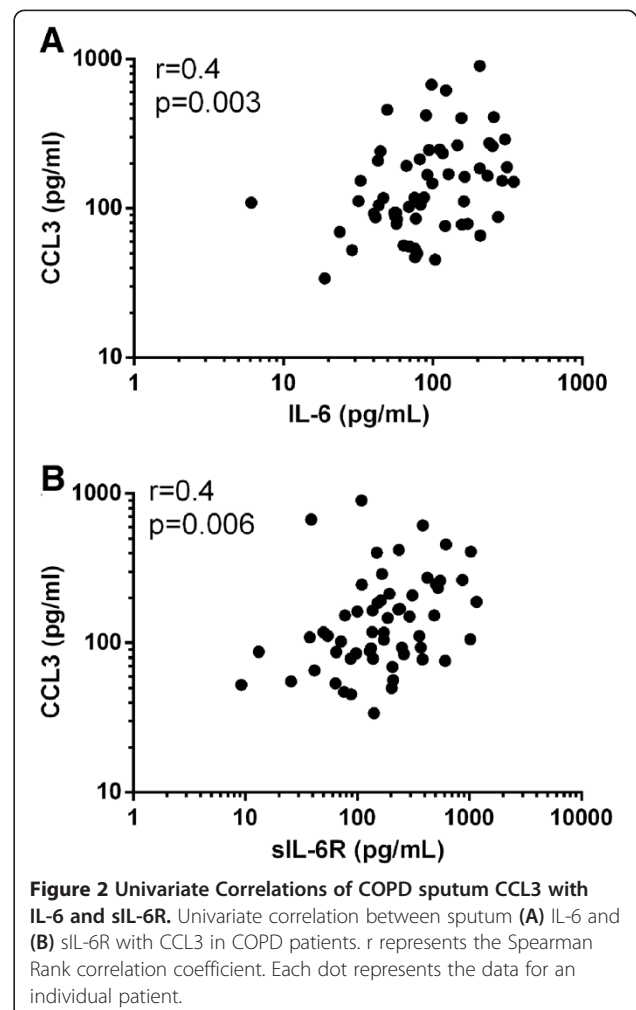 A
r=0.4
p=0.003
1000
100
10
CCL3 (pg/ml)
1 10 100 1000
IL-6 (pg/mL)
B
r=0.4
p=0.006
1000
100
10
CCL3 (pg/ml)
1 10 100 1000 10000
sIL-6R (pg/mL)
Figure 2 Univariate Correlations of COPD sputum CCL3 with
IL-6 and sIL-6R. Univariate correlation between sputum (A) IL-6 and
(B) sIL-6R with CCL3 in COPD patients. r represents the Spearman
Rank correlation coefficient. Each dot represents the data for an
individual patient.